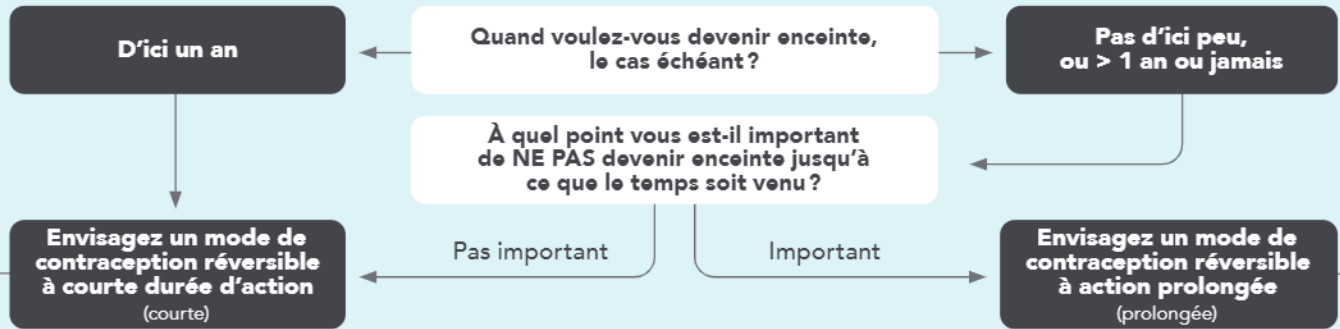 D'ici un an
Quand voulez-vous devenir enceinte,
le cas échéant ?
Pas d'ici peu,
ou > 1 an ou jamais
À quel point vous est-il important
de NE PAS devenir enceinte jusqu'à
ce que le temps soit venu ?
Envisagez un mode de
contraception réversible
à courte durée d'action
(courte)
Pas important
Important
Envisagez un mode de
contraception réversible
à action prolongée
(prolongée)